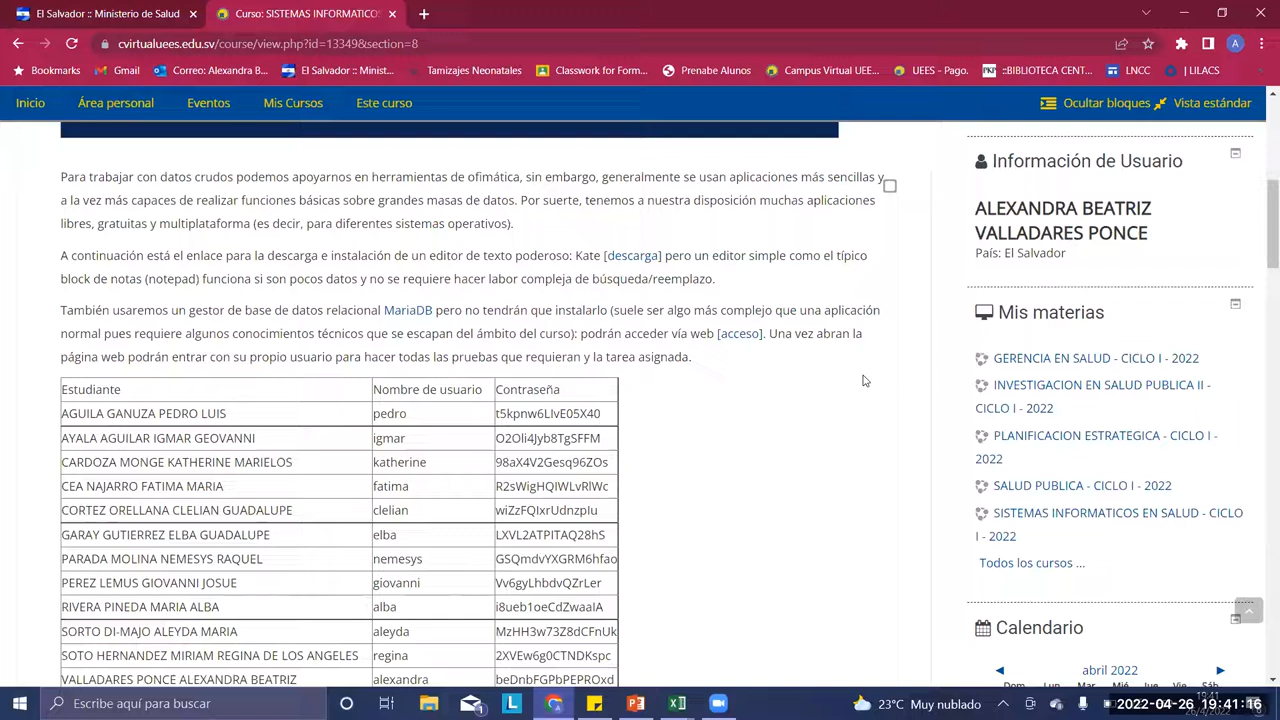 El Salvador :: Ministerio de Salud
Curso: SISTEMAS INFORMATICOS
cvirtualuees.edu.sv/course/view.php?id=13349&section=8
A
Bookmarks Gmail Correo: Alexandra B... El Salvador :: Minist... Tamizajes Neonatales Classwork for Form... Prenabe Alunos Campus Virtual UEE... UEES - Pago. ::BIBLIOTECA CENT... LNCC | LILACS
Inicio Área personal Eventos Mis Cursos Este curso Ocultar bloques Vista estándar
Para trabajar con datos crudos podemos apoyarnos en herramientas de ofimática, sin embargo, generalmente se usan aplicaciones más sencillas y
a la vez más capaces de realizar funciones básicas sobre grandes masas de datos. Por suerte, tenemos a nuestra disposición muchas aplicaciones
libres, gratuitas y multiplataforma (es decir, para diferentes sistemas operativos).
A continuación está el enlace para la descarga e instalación de un editor de texto poderoso: Kate [descarga] pero un editor simple como el típico
block de notas (notepad) funciona si son pocos datos y no se requiere hacer labor compleja de búsqueda/reemplazo.
También usaremos un gestor de base de datos relacional MariaDB pero no tendrán que instalarlo (suele ser algo más complejo que una aplicación
normal pues requiere algunos conocimientos técnicos que se escapan del ámbito del curso): podrán acceder vía web [acceso]. Una vez abran la
página web podrán entrar con su propio usuario para hacer todas las pruebas que requieran y la tarea asignada.
Estudiante Nombre de usuario Contraseña
AGUILA GANUZA PEDRO LUIS pedro t5kpnw6LIvE05X40
AYALA AGUILAR IGMAR GEOVANNI igmar O2Oli4Jyb8TgSFFM
CARDOZA MONGE KATHERINE MARIELOS katherine 98aX4V2Gesq96ZOs
CEA NAJARRO FATIMA MARIA fatima R2sWigHQIWLvRlWc
CORTEZ ORELLANA CLELIAN GUADALUPE clelian wiZzFQIxrUdnzpIu
GARAY GUTIERREZ ELBA GUADALUPE elba LXVL2ATPITAQ28hS
PARADA MOLINA NEMESYS RAQUEL nemesys GSQmdvYXGRM6hfao
PEREZ LEMUS GIOVANNI JOSUE giovanni Vv6gyLhbdvQZrLer
RIVERA PINEDA MARIA ALBA alba i8ueb1oeCdZwaaIA
SORTO DI-MAJO ALEYDA MARIA aleyda MzHH3w73Z8dCFnUk
SOTO HERNANDEZ MIRIAM REGINA DE LOS ANGELES regina 2XVEw6g0CTNDKspc
VALLADARES PONCE ALEXANDRA BEATRIZ alexandra beDnbFGPbPEPROxd
Información de Usuario
ALEXANDRA BEATRIZ
VALLADARES PONCE
País: El Salvador
Mis materias
GERENCIA EN SALUD - CICLO I - 2022
INVESTIGACION EN SALUD PUBLICA II -
CICLO I - 2022
PLANIFICACION ESTRATEGICA - CICLO I -
2022
SALUD PUBLICA - CICLO I - 2022
SISTEMAS INFORMATICOS EN SALUD - CICLO
I - 2022
Todos los cursos ...
Calendario
abril 2022
Dom Lun Mar Mié Jue Vie Sáb
Escribe aquí para buscar
23°C Muy nublado
2022-04-26 19:41:16